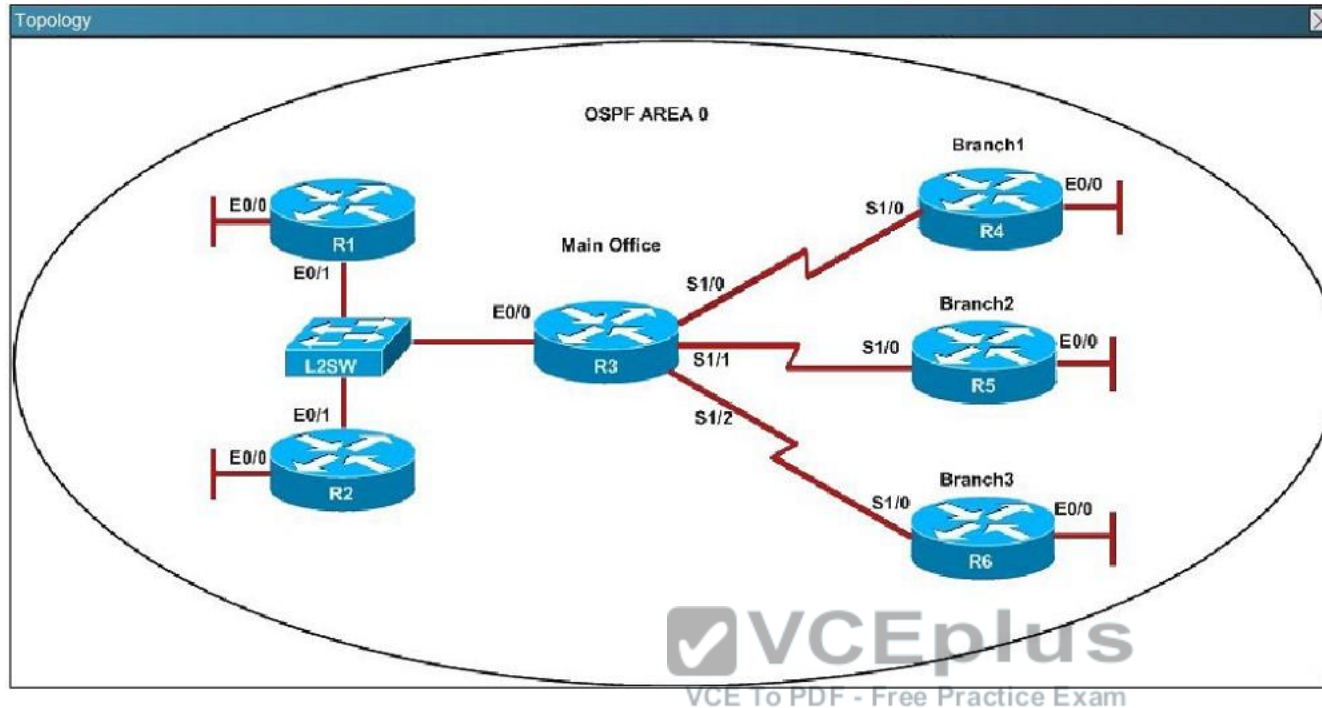 Topology
OSPF AREA 0
Branch1
E0/0
E0/0
S1/0
R1
R4
Main Office
E0/1
S1/0
E0/0
Branch2
S1/0
E0/0
L2SW
R3
S1/1
R5
E0/1
S1/2
E0/0
Branch3
R2
S1/0
E0/0
R6
VCEplus
VCE To PDF - Free Practice Exam